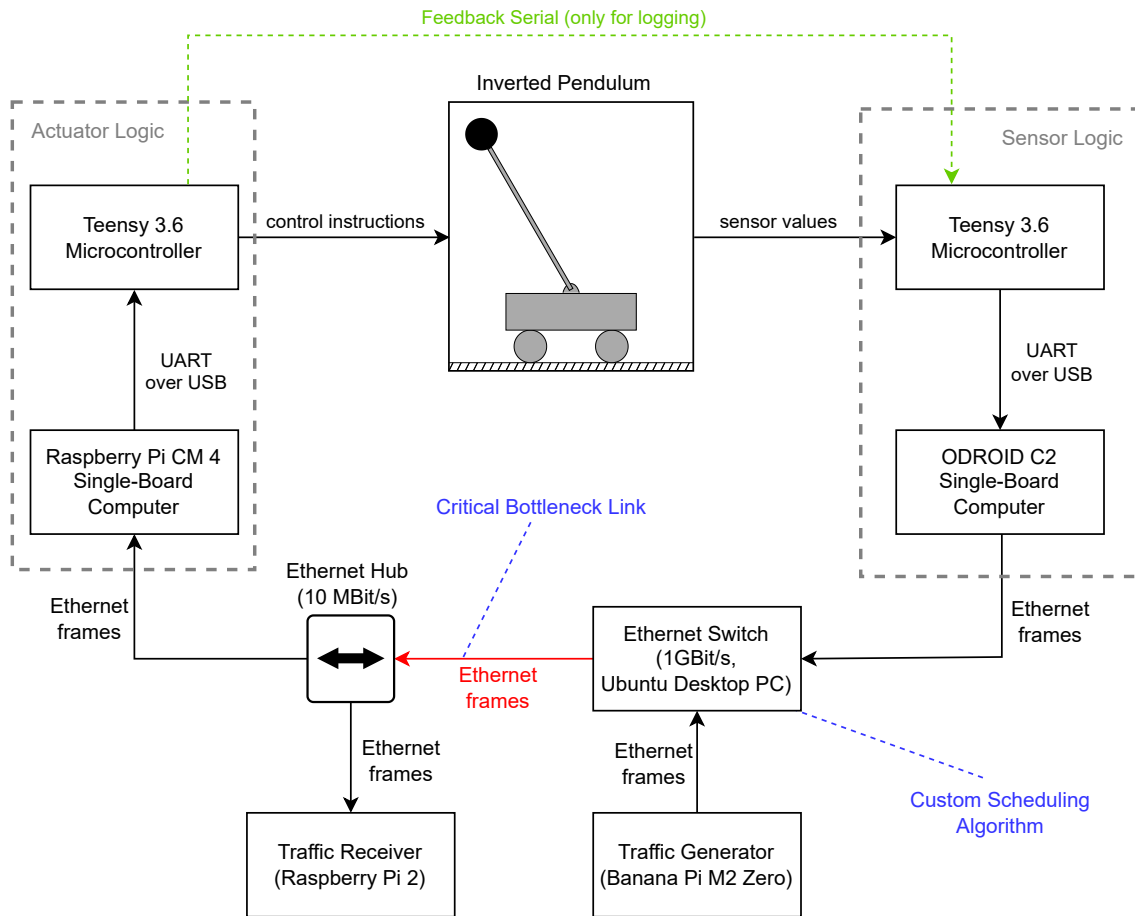 Feedback Serial (only for logging)
Inverted Pendulum
Actuator Logic
Sensor Logic
Teensy 3.6
Microcontroller
control instructions
sensor values
Teensy 3.6
Microcontroller
UART
over USB
UART
over USB
Raspberry Pi CM 4
Single-Board
Computer
ODROID C2
Single-Board
Computer
Critical Bottleneck Link
Ethernet Hub
(10 MBit/s)
Ethernet
frames
Ethernet
frames
Ethernet Switch
(1GBit/s,
Ubuntu Desktop PC)
Ethernet
frames
Ethernet
frames
Ethernet
frames
Custom Scheduling
Algorithm
Traffic Receiver
(Raspberry Pi 2)
Traffic Generator
(Banana Pi M2 Zero)